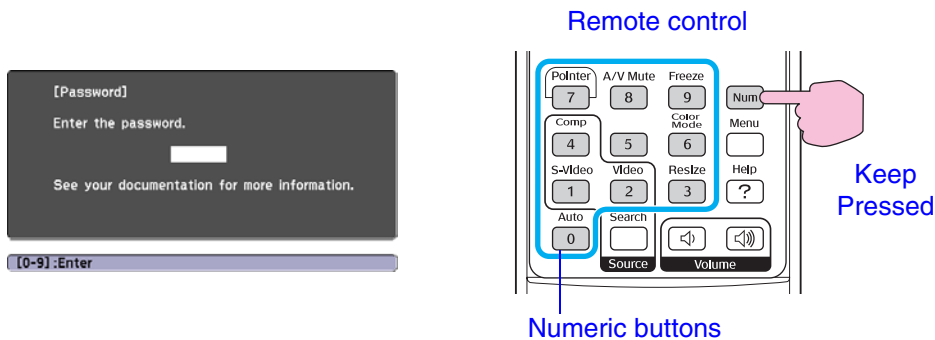 Remote control
[Password]
Enter the password.
See your documentation for more information.
[0-9] :Enter
Pointer A/V Mute Freeze
7 8 9 Num
Comp Color Mode Menu
4 5 6
S-Video Video Resize Help
1 2 3 ?
Auto Search
0
Source Volume
Keep
Pressed
Numeric buttons